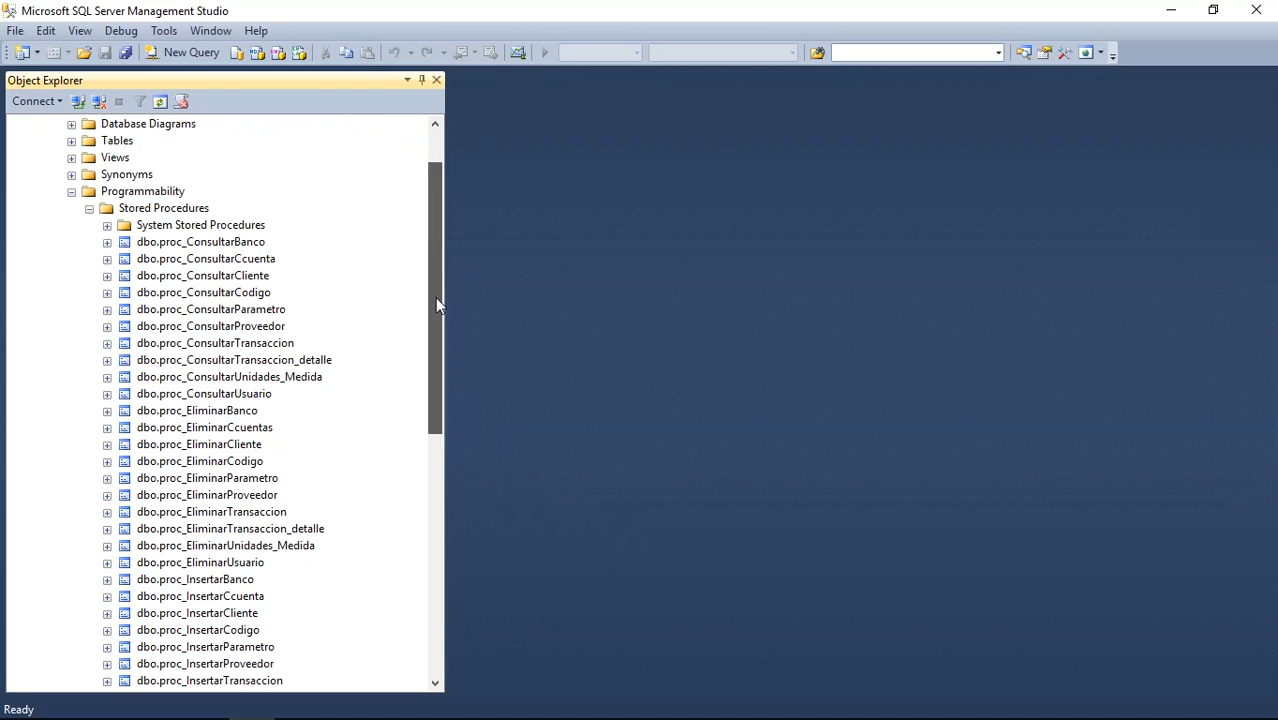 Microsoft SQL Server Management Studio
File Edit View Debug Tools Window Help
New Query
Object Explorer
Connect
Database Diagrams
Tables
Views
Synonyms
Programmability
Stored Procedures
System Stored Procedures
dbo.proc_ConsultarBanco
dbo.proc_ConsultarCcuenta
dbo.proc_ConsultarCliente
dbo.proc_ConsultarCodigo
dbo.proc_ConsultarParametro
dbo.proc_ConsultarProveedor
dbo.proc_ConsultarTransaccion
dbo.proc_ConsultarTransaccion_detalle
dbo.proc_ConsultarUnidades_Medida
dbo.proc_ConsultarUsuario
dbo.proc_EliminarBanco
dbo.proc_EliminarCcuentas
dbo.proc_EliminarCliente
dbo.proc_EliminarCodigo
dbo.proc_EliminarParametro
dbo.proc_EliminarProveedor
dbo.proc_EliminarTransaccion
dbo.proc_EliminarTransaccion_detalle
dbo.proc_EliminarUnidades_Medida
dbo.proc_EliminarUsuario
dbo.proc_InsertarBanco
dbo.proc_InsertarCcuenta
dbo.proc_InsertarCliente
dbo.proc_InsertarCodigo
dbo.proc_InsertarParametro
dbo.proc_InsertarProveedor
dbo.proc_InsertarTransaccion
Ready